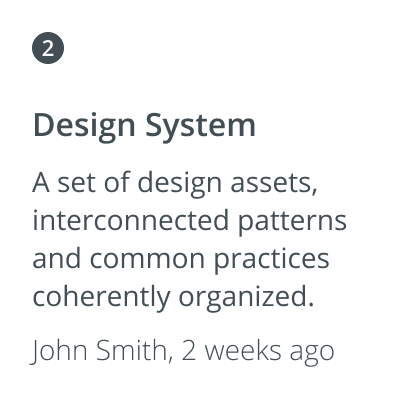 2
Design System
A set of design assets,
interconnected patterns
and common practices
coherently organized.
John Smith, 2 weeks ago